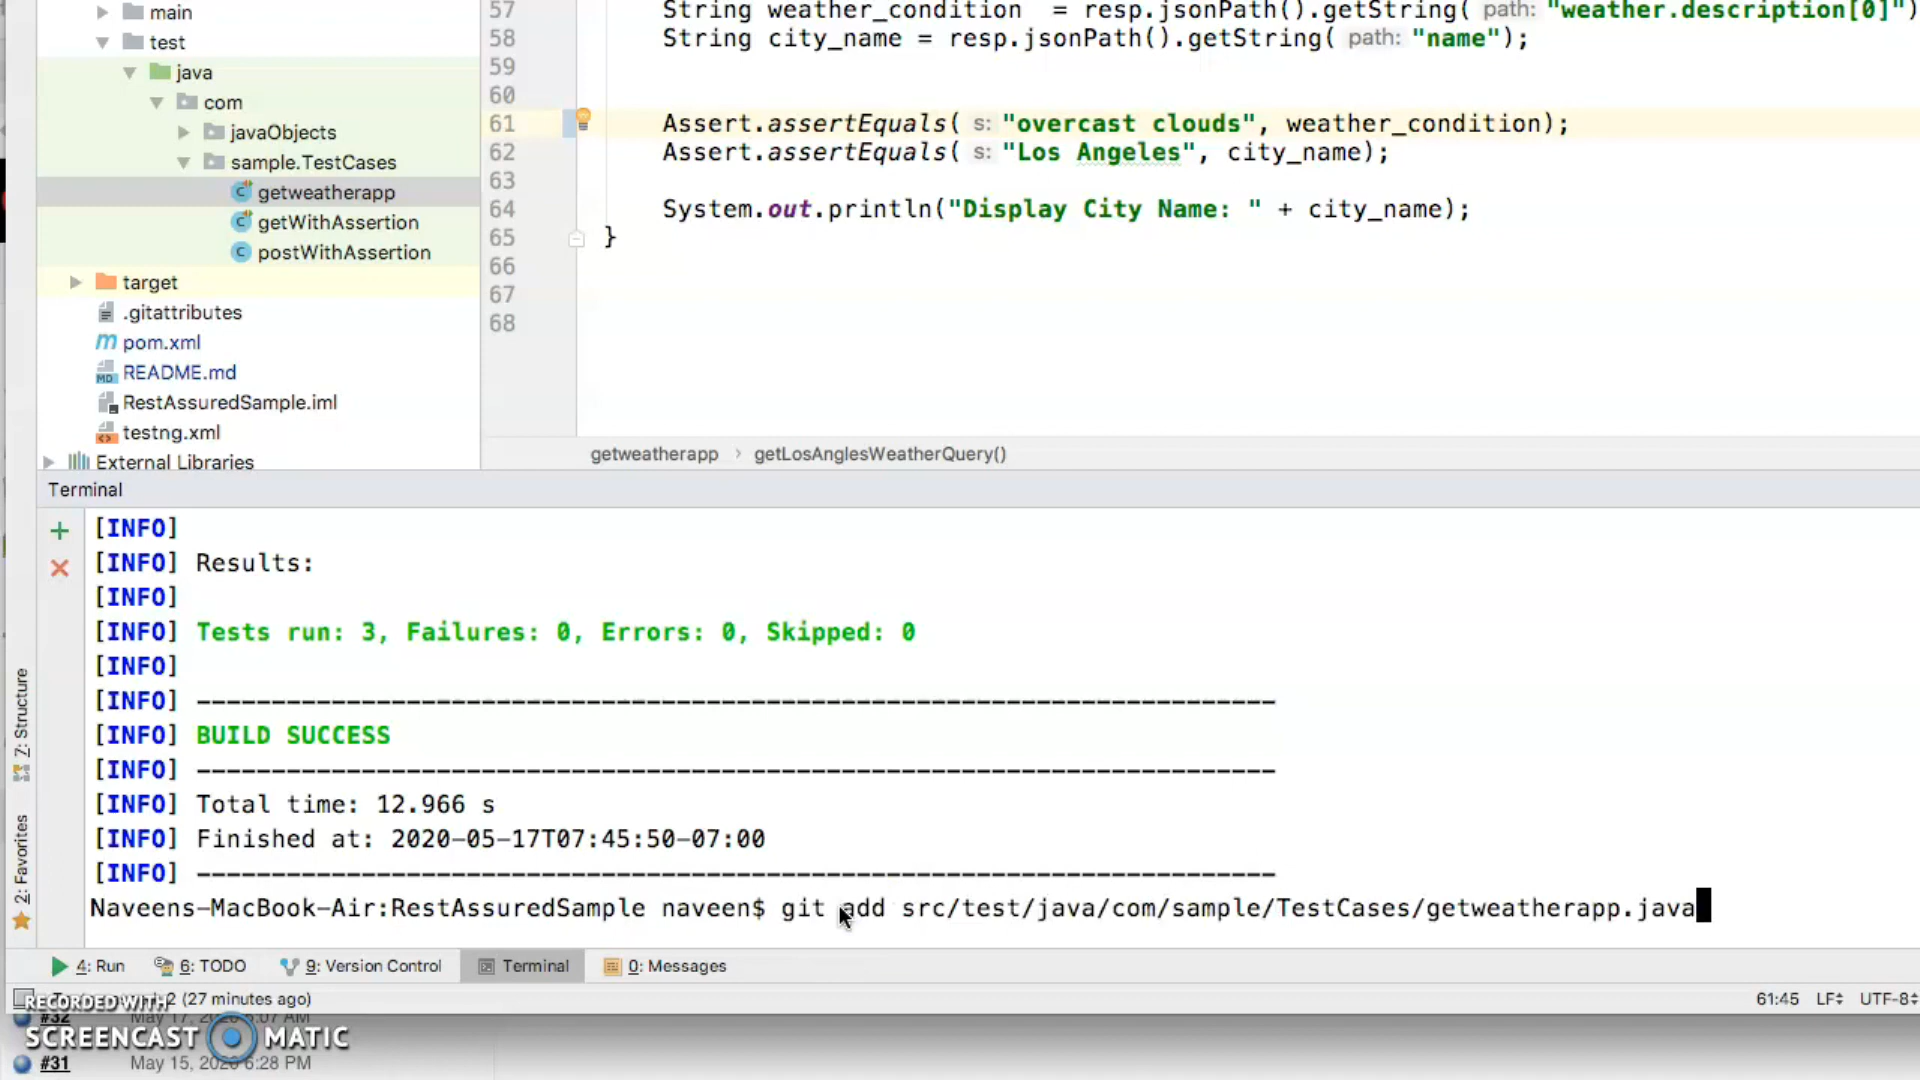 main
test
java
com
javaObjects
sample.TestCases
getweatherapp
getWithAssertion
postWithAssertion
target
.gitattributes
pom.xml
README.md
RestAssuredSample.iml
testng.xml
External Libraries
57 String weather_condition = resp.jsonPath().getString( path: "weather.description[0]")
58 String city_name = resp.jsonPath().getString( path: "name");
59
60
61 Assert.assertEquals( s: "overcast clouds", weather_condition);
62 Assert.assertEquals( s: "Los Angeles", city_name);
63
64 System.out.println("Display City Name: " + city_name);
65 }
66
67
68
getweatherapp › getLosAnglesWeatherQuery()
Terminal
[INFO]
[INFO] Results:
[INFO]
[INFO] Tests run: 3, Failures: 0, Errors: 0, Skipped: 0
[INFO]
[INFO] ------------------------------------------------------------------------
[INFO] BUILD SUCCESS
[INFO] ------------------------------------------------------------------------
[INFO] Total time: 12.966 s
[INFO] Finished at: 2020-05-17T07:45:50-07:00
[INFO] ------------------------------------------------------------------------
Naveens-MacBook-Air:RestAssuredSample naveen$ git add src/test/java/com/sample/TestCases/getweatherapp.java
7: Structure
2: Favorites
4: Run 6: TODO 9: Version Control Terminal 0: Messages
2 (27 minutes ago) 61:45 LF UTF-8
RECORDED WITH
#32 May 17, 2020 6:07 AM
SCREENCAST MATIC
#31 May 15, 2020 6:28 PM